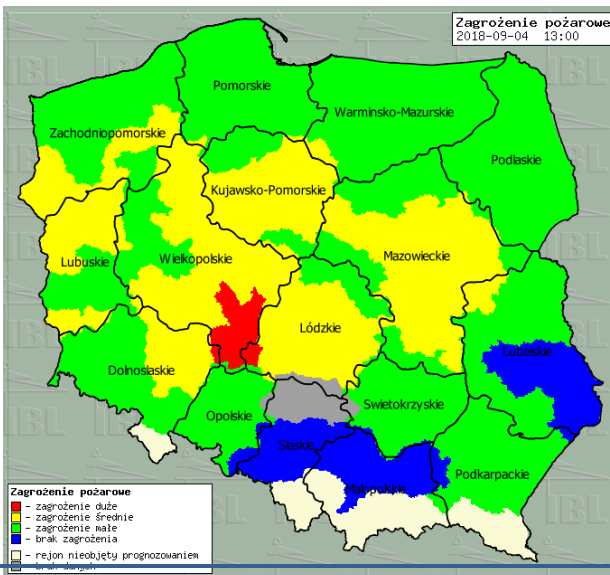 Zagrożenie pożarowe
2018-09-04 13:00
Pomorskie
Warminsko-Mazurskie
Zachodniopomorskie
Podlaskie
Kujawsko-Pomorskie
Lubuskie
Wielkopolskie
Mazowieckie
Lódzkie
Lubelskie
Dolnoslaskie
Opolskie
Swietokrzyskie
Slaskie
Malopolskie
Podkarpackie
Zagrożenie pożarowe
- zagrożenie duże
- zagrożenie średnie
- zagrożenie małe
- brak zagrożenia
- rejon nieobjęty prognozowaniem
- brak danych
IBL